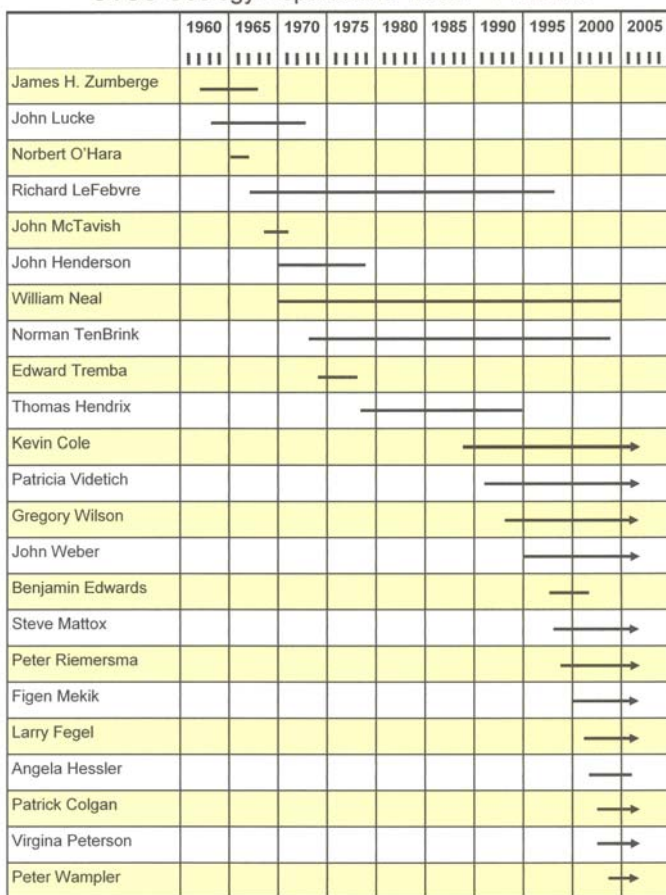 1960 1965 1970 1975 1980 1985 1990 1995 2000 2005
James H. Zumberge
John Lucke
Norbert O'Hara
Richard LeFebvre
John McTavish
John Henderson
William Neal
Norman TenBrink
Edward Tremba
Thomas Hendrix
Kevin Cole
Patricia Videtich
Gregory Wilson
John Weber
Benjamin Edwards
Steve Mattox
Peter Riemersma
Figen Mekik
Larry Fegel
Angela Hessler
Patrick Colgan
Virgina Peterson
Peter Wampler